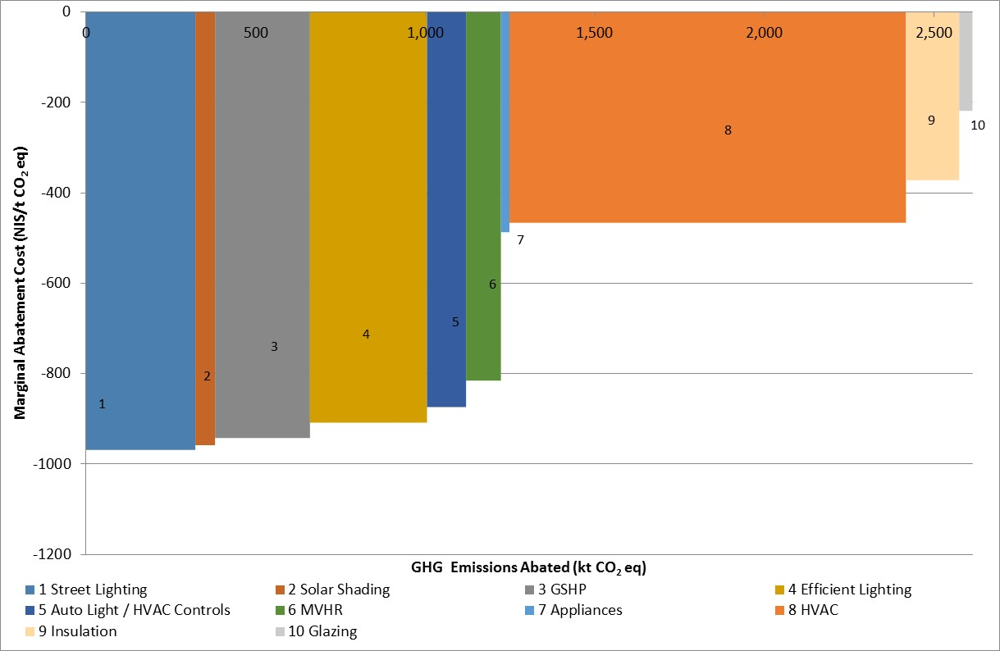 0
0 500 1,000 1,500 2,000 2,500
-200
-400
-600
-800
-1000
-1200
Marginal Abatement Cost (NIS/t CO₂ eq)
1
2
3
4
5
6
7
8
9
10
GHG Emissions Abated (kt CO₂ eq)
1 Street Lighting 2 Solar Shading 3 GSHP 4 Efficient Lighting
5 Auto Light / HVAC Controls 6 MVHR 7 Appliances 8 HVAC
9 Insulation 10 Glazing